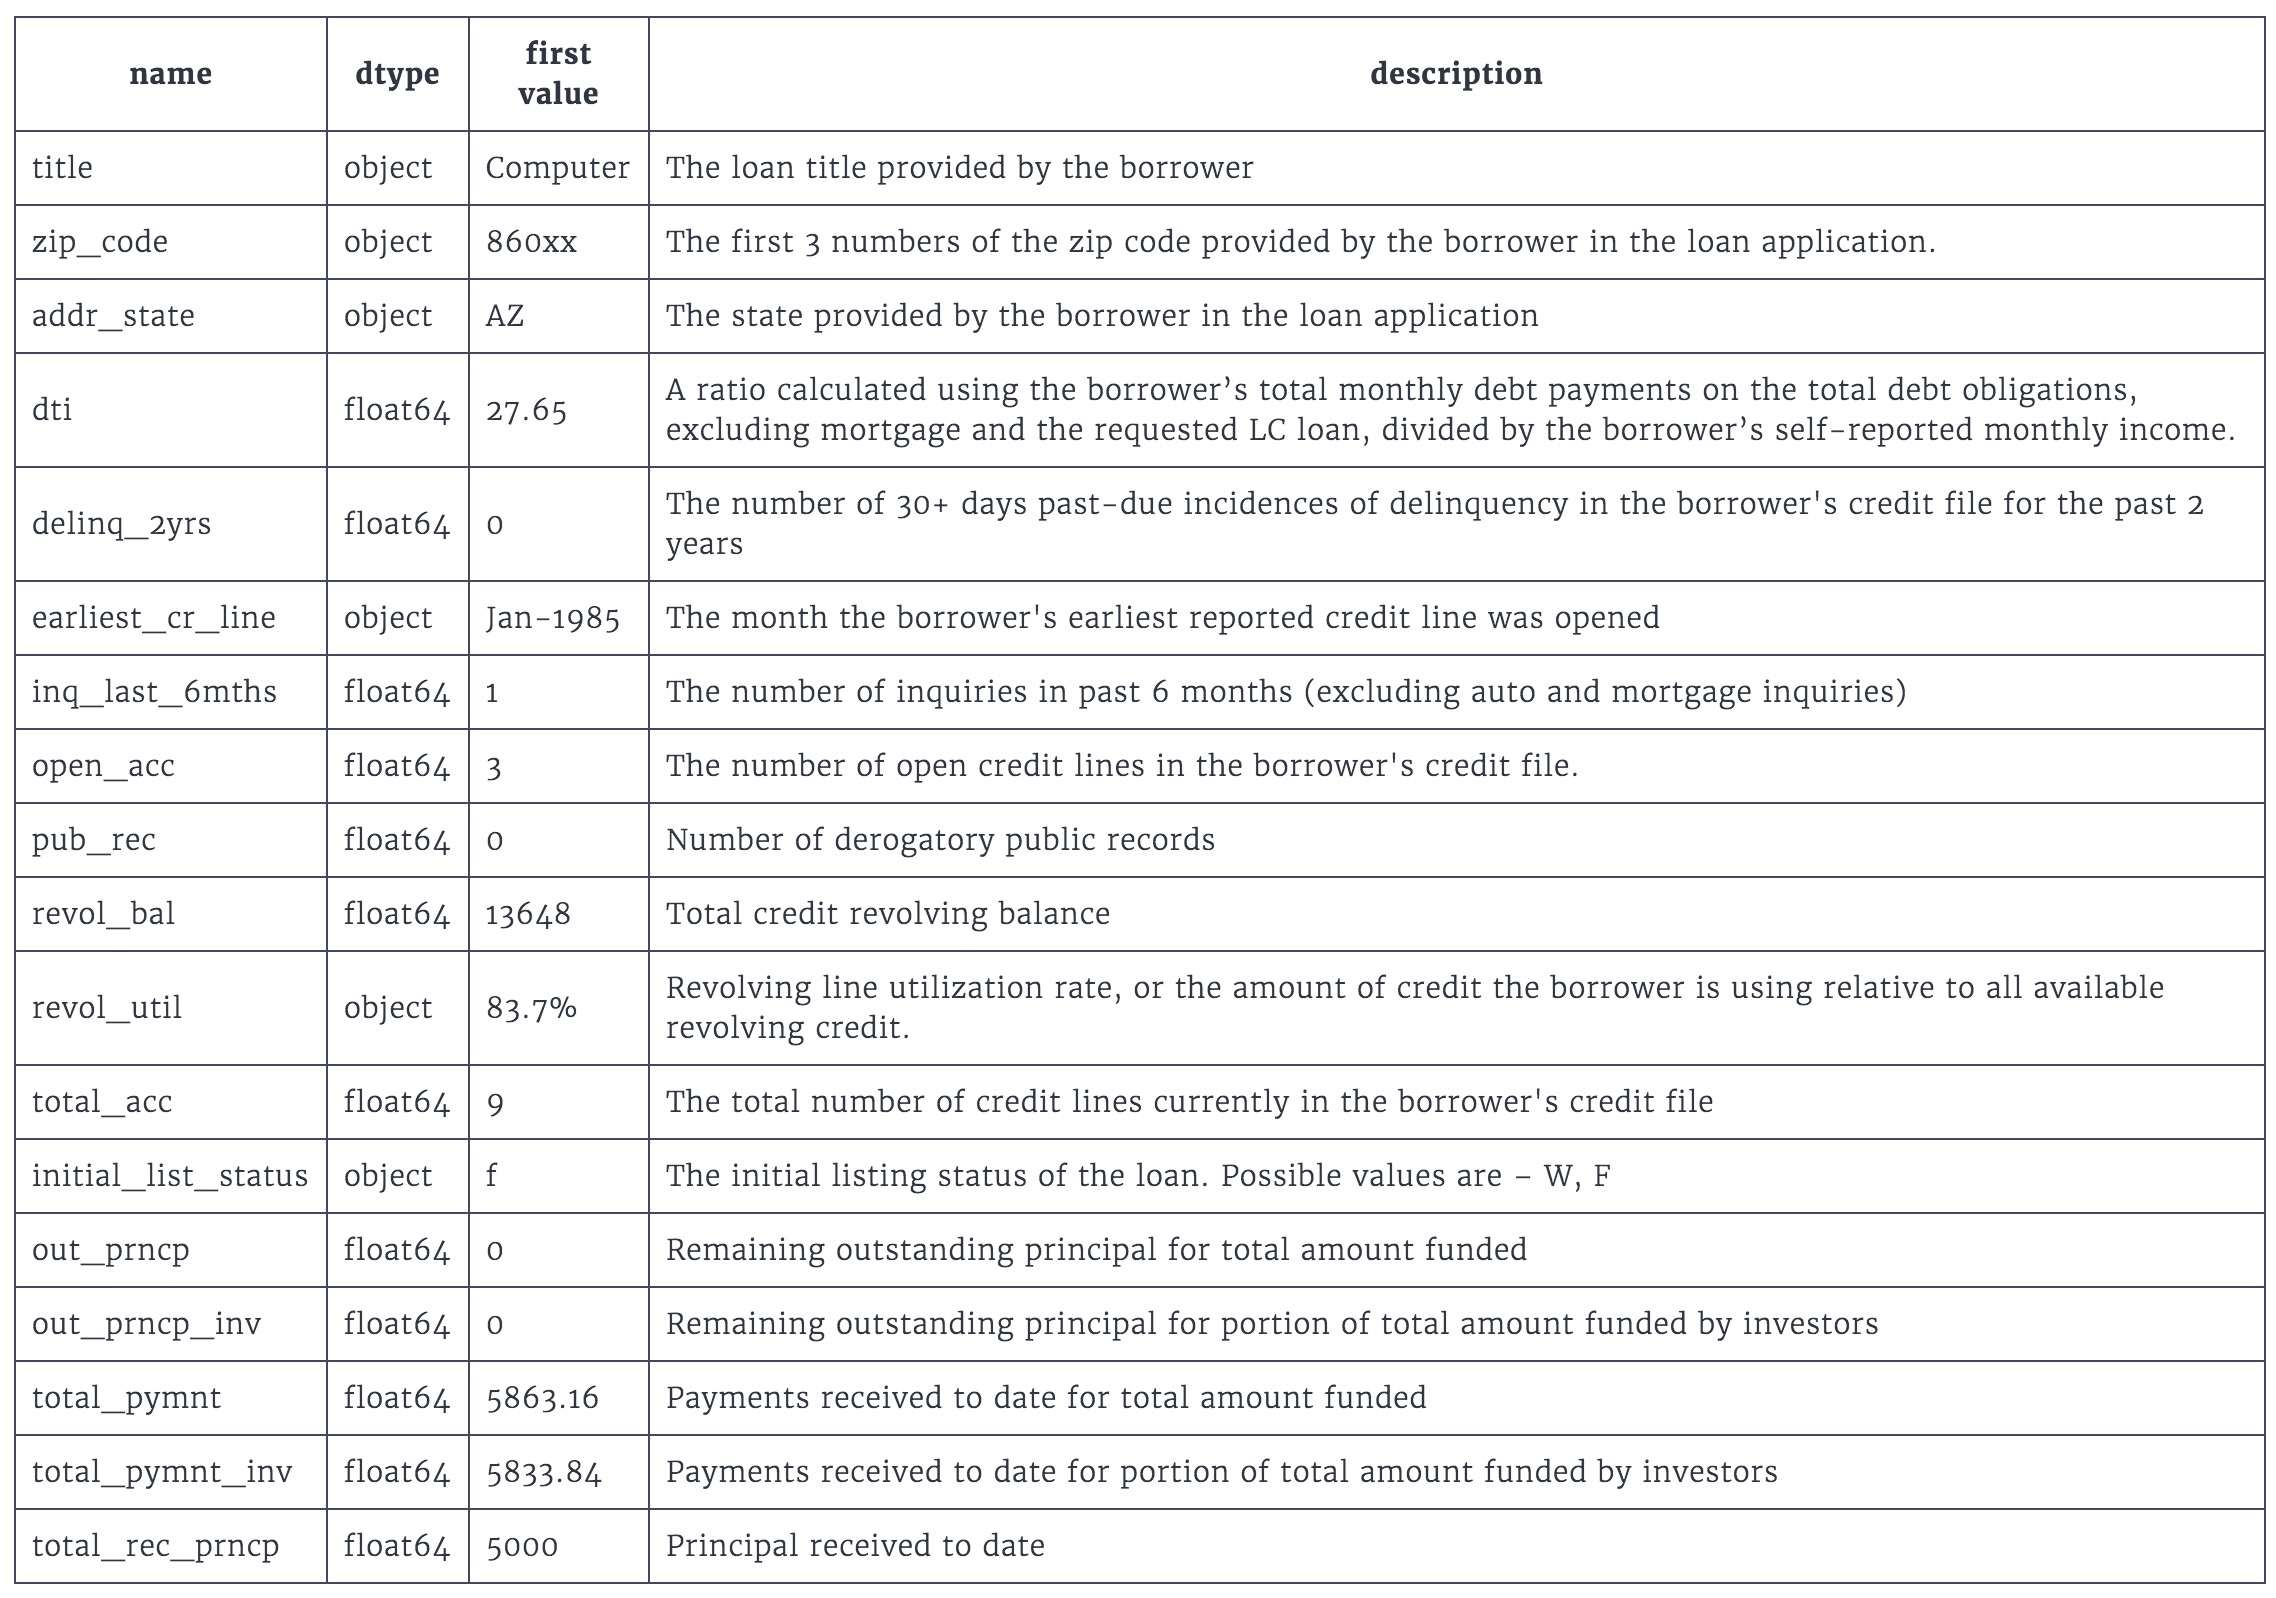 name dtype first value description
title object Computer The loan title provided by the borrower
zip_code object 860xx The first 3 numbers of the zip code provided by the borrower in the loan application.
addr_state object AZ The state provided by the borrower in the loan application
dti float64 27.65 A ratio calculated using the borrower’s total monthly debt payments on the total debt obligations,
excluding mortgage and the requested LC loan, divided by the borrower’s self-reported monthly income.
delinq_2yrs float64 0 The number of 30+ days past-due incidences of delinquency in the borrower's credit file for the past 2
years
earliest_cr_line object Jan-1985 The month the borrower's earliest reported credit line was opened
inq_last_6mths float64 1 The number of inquiries in past 6 months (excluding auto and mortgage inquiries)
open_acc float64 3 The number of open credit lines in the borrower's credit file.
pub_rec float64 0 Number of derogatory public records
revol_bal float64 13648 Total credit revolving balance
revol_util object 83.7% Revolving line utilization rate, or the amount of credit the borrower is using relative to all available
revolving credit.
total_acc float64 9 The total number of credit lines currently in the borrower's credit file
initial_list_status object f The initial listing status of the loan. Possible values are – W, F
out_prncp float64 0 Remaining outstanding principal for total amount funded
out_prncp_inv float64 0 Remaining outstanding principal for portion of total amount funded by investors
total_pymnt float64 5863.16 Payments received to date for total amount funded
total_pymnt_inv float64 5833.84 Payments received to date for portion of total amount funded by investors
total_rec_prncp float64 5000 Principal received to date